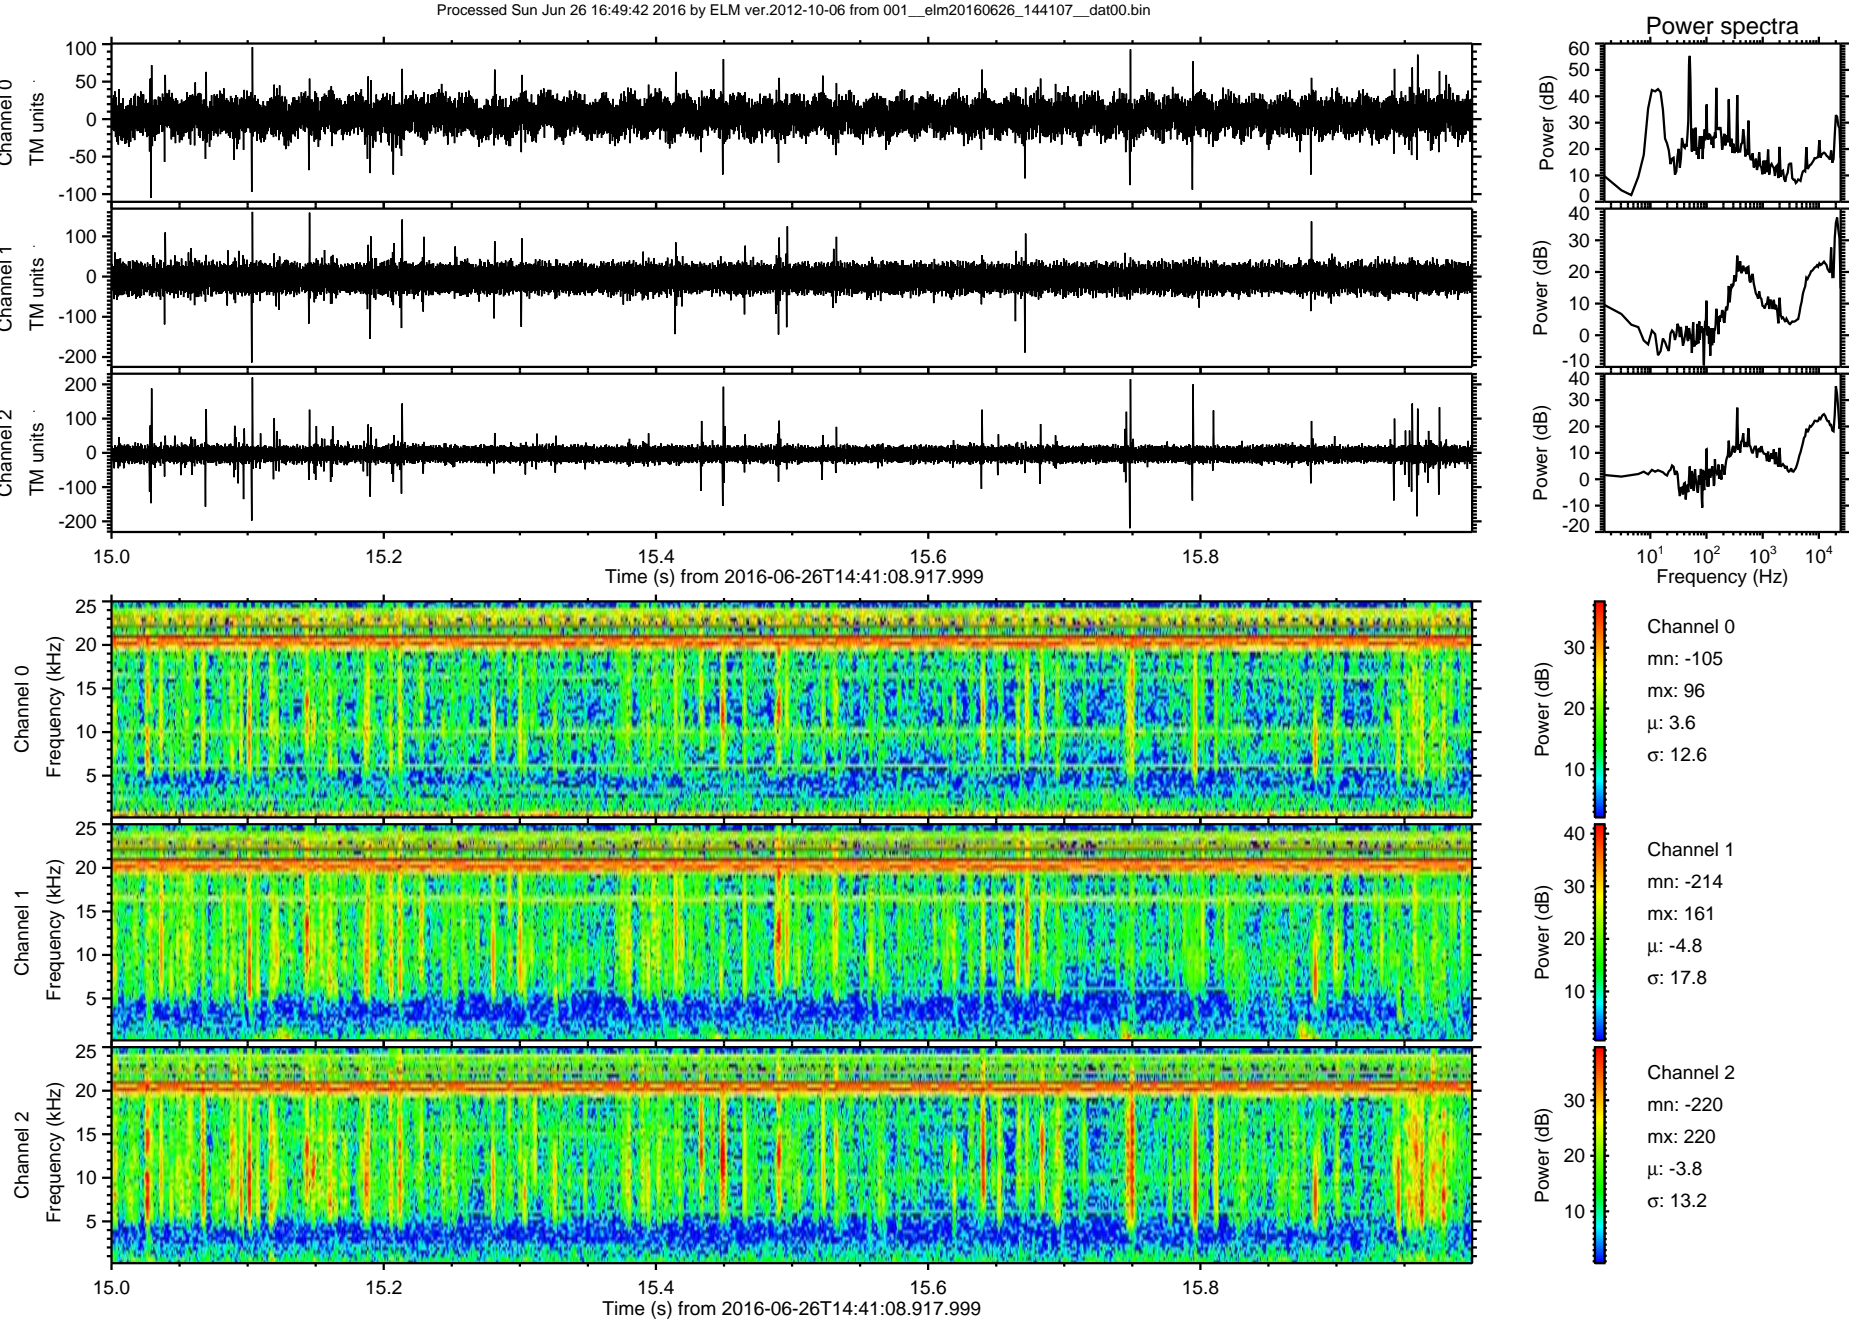 Processed Sun Jun 26 16:49:42 2016 by ELM ver.2012-10-06 from 001__elm20160626_144107__dat00.bin
Power spectra
Channel 0
TM units
100
50
0
-50
-100
Power (dB)
60
50
40
30
20
10
0
Channel 1
TM units
100
0
-100
-200
Power (dB)
40
30
20
10
0
-10
Channel 2
TM units
200
100
0
-100
-200
Power (dB)
40
30
20
10
0
-10
-20
15.0 15.2 15.4 15.6 15.8
Time (s) from 2016-06-26T14:41:08.917.999
10¹ 10² 10³ 10⁴
Frequency (Hz)
Channel 0
Frequency (kHz)
25
20
15
10
5
Power (dB)
30
20
10
Channel 0
mn: -105
mx: 96
μ: 3.6
σ: 12.6
Channel 1
Frequency (kHz)
25
20
15
10
5
Power (dB)
40
30
20
10
Channel 1
mn: -214
mx: 161
μ: -4.8
σ: 17.8
Channel 2
Frequency (kHz)
25
20
15
10
5
Power (dB)
30
20
10
Channel 2
mn: -220
mx: 220
μ: -3.8
σ: 13.2
15.0 15.2 15.4 15.6 15.8
Time (s) from 2016-06-26T14:41:08.917.999